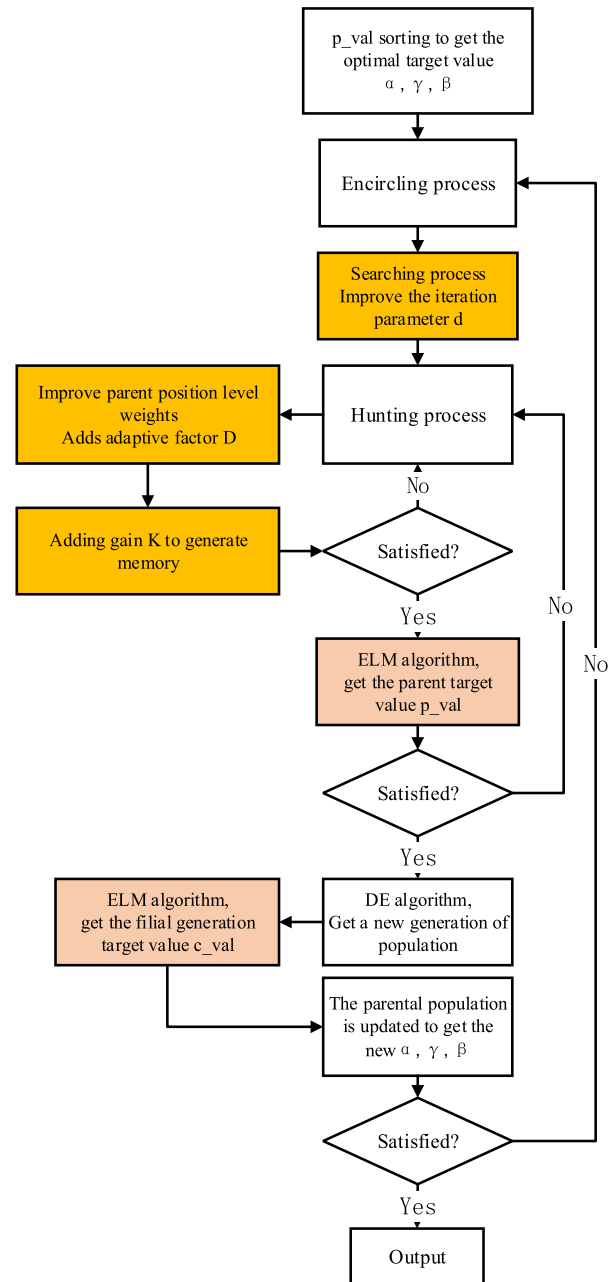 p_val sorting to get the
optimal target value
α, γ, β
Encircling process
Searching process
Improve the iteration
parameter d
Improve parent position level
weights
Adds adaptive factor D
Hunting process
No
Adding gain K to generate
memory
Satisfied?
No
Yes
No
ELM algorithm,
get the parent target
value p_val
Satisfied?
Yes
ELM algorithm,
get the filial generation
target value c_val
DE algorithm,
Get a new generation of
population
The parental population
is updated to get the
new α, γ, β
Satisfied?
Yes
Output